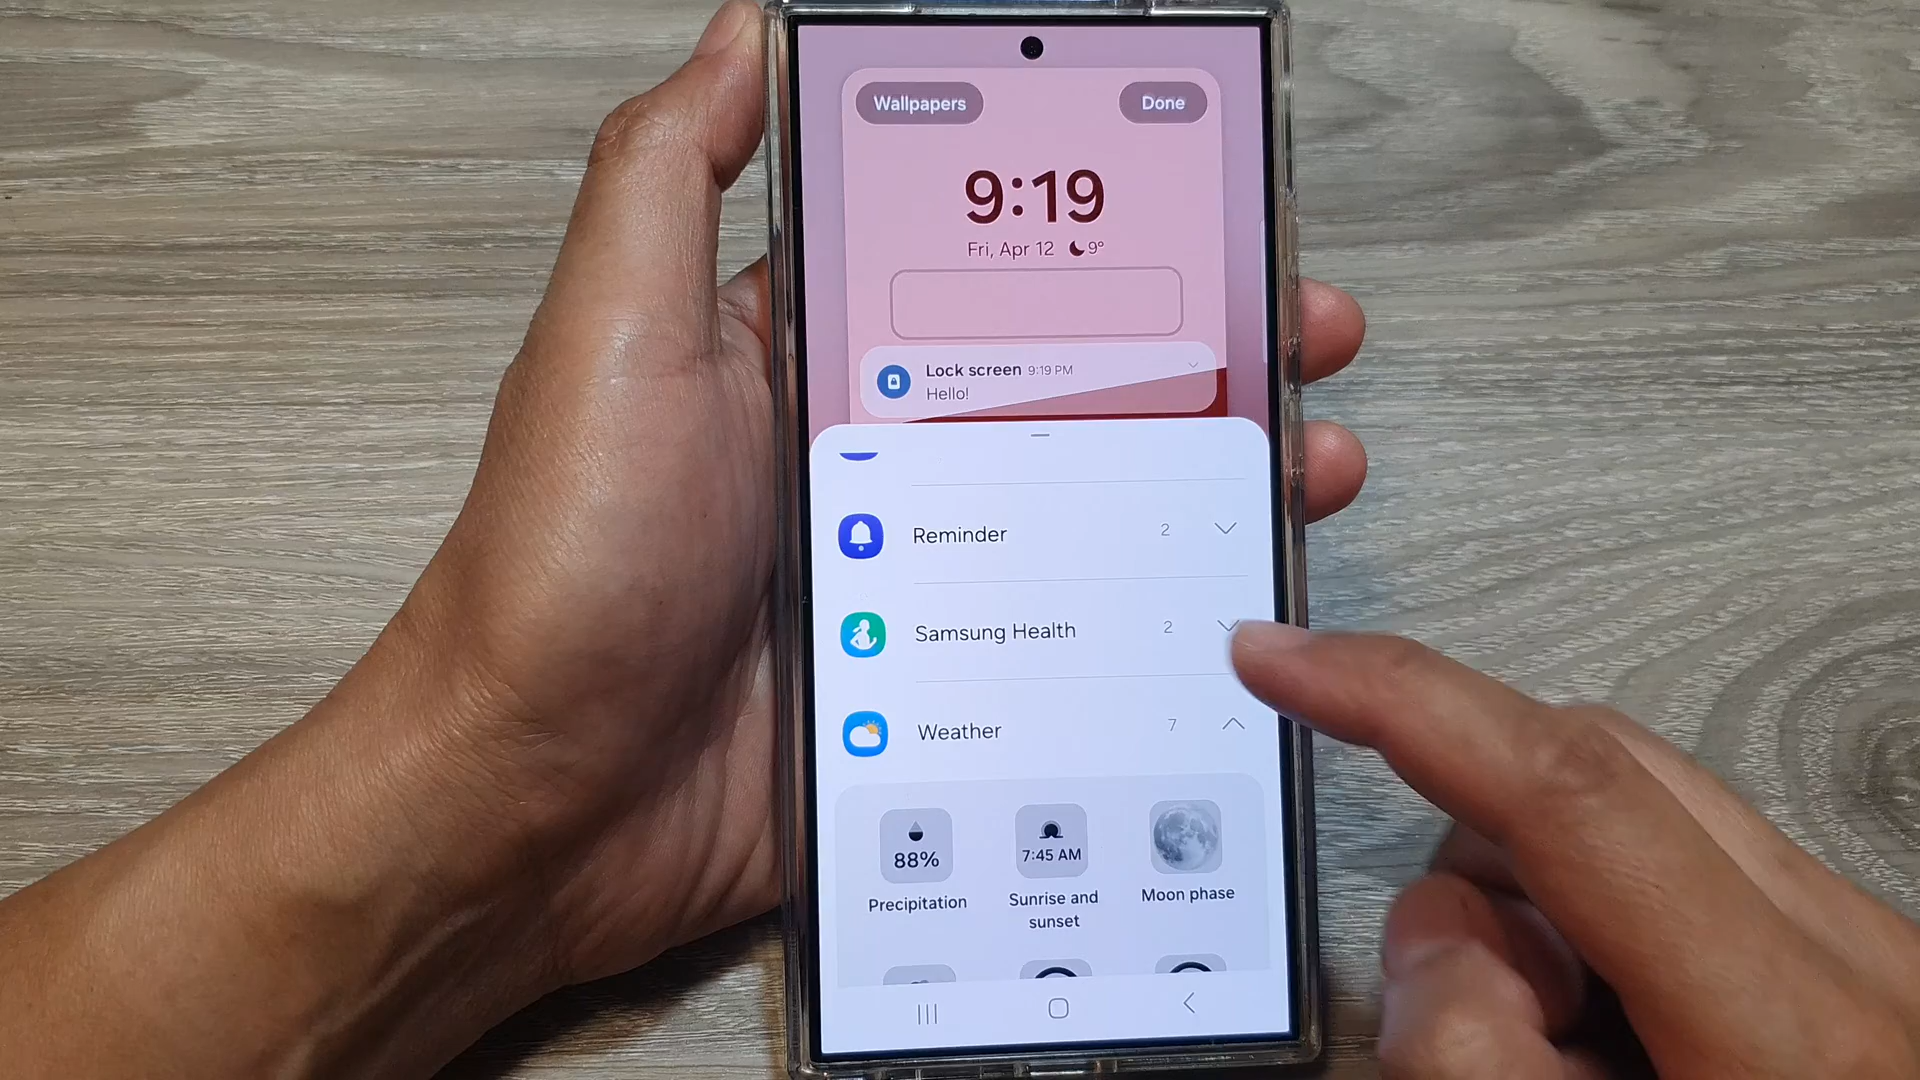 Wallpapers
Done
9:19
Fri, Apr 12 9°
Lock screen 9:19 PM
Hello!
Reminder 2
Samsung Health 2
Weather 7
88%
7:45 AM
Precipitation
Sunrise and
sunset
Moon phase